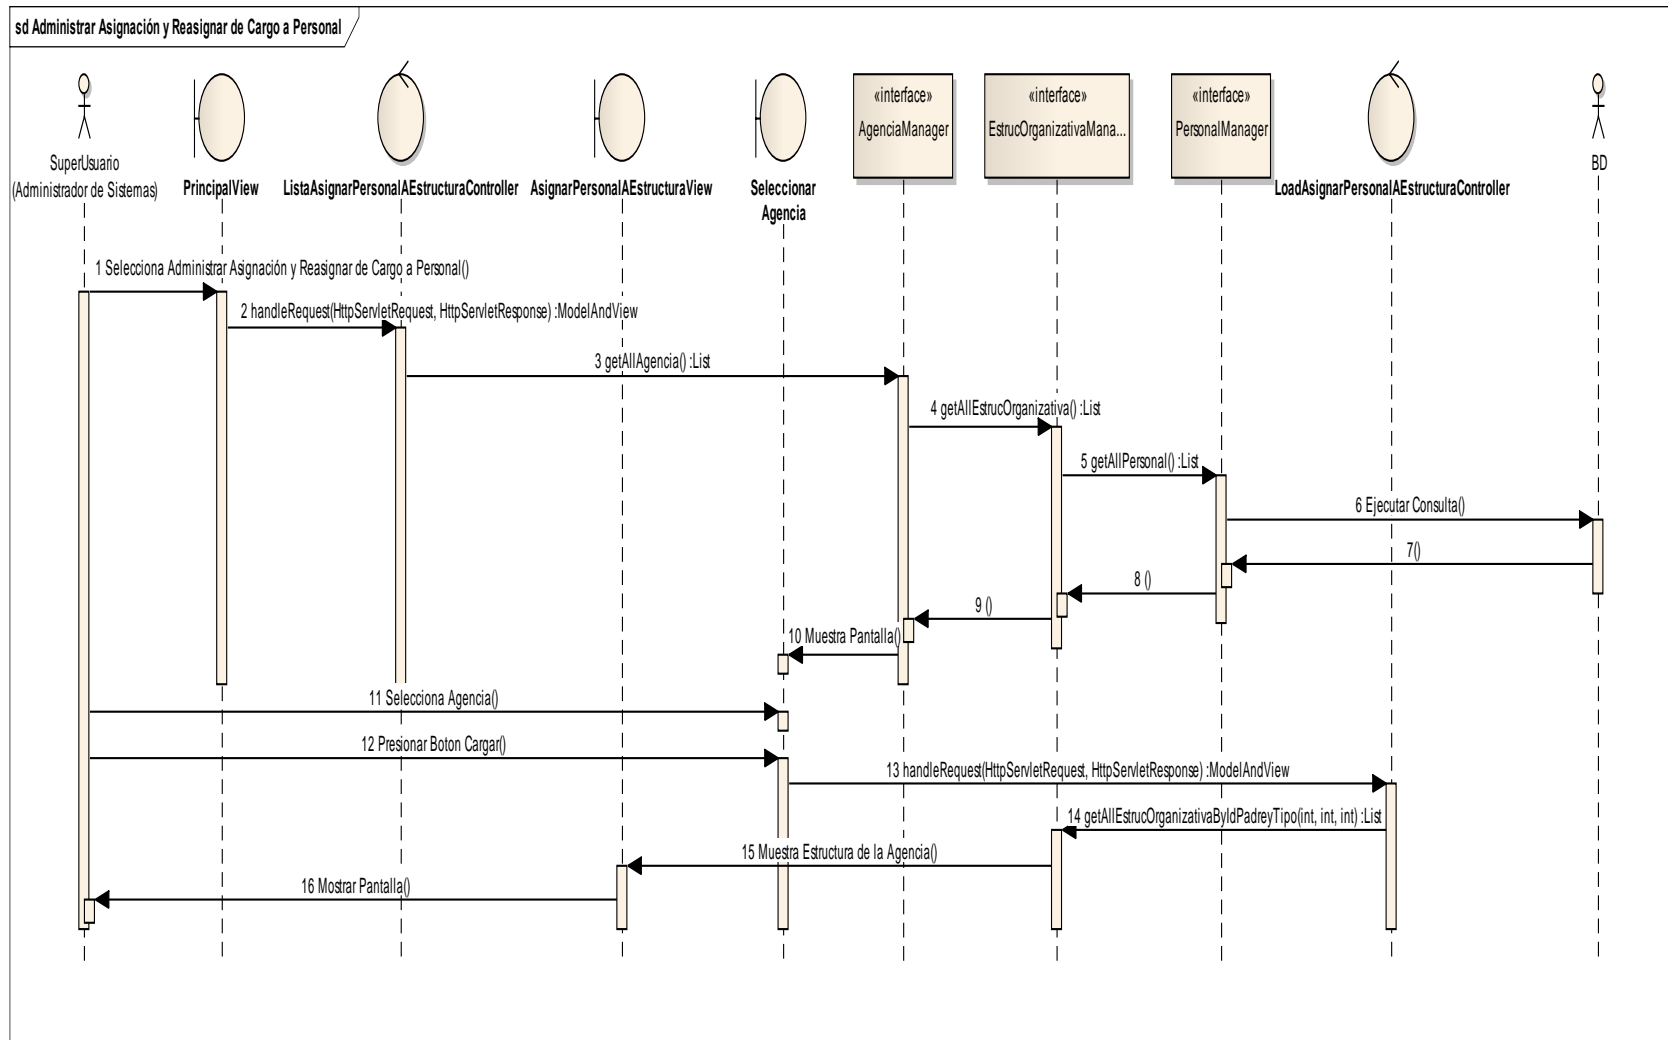 sd Administrar Asignación y Reasignar de Cargo a Personal
SuperUsuario
(Administrador de Sistemas)
PrincipalView
ListaAsignarPersonalAEstructuraController
AsignarPersonalAEstructuraView
Seleccionar
Agencia
«interface»
AgenciaManager
«interface»
EstrucOrganizativaMana...
«interface»
PersonalManager
LoadAsignarPersonalAEstructuraController
BD
1 Selecciona Administrar Asignación y Reasignar de Cargo a Personal()
2 handleRequest(HttpServletRequest, HttpServletResponse) :ModelAndView
3 getAllAgencia() :List
4 getAllEstrucOrganizativa() :List
5 getAllPersonal() :List
6 Ejecutar Consulta()
7()
8 ()
9 ()
10 Muestra Pantalla()
11 Selecciona Agencia()
12 Presionar Boton Cargar()
13 handleRequest(HttpServletRequest, HttpServletResponse) :ModelAndView
14 getAllEstrucOrganizativaByIdPadreyTipo(int, int, int) :List
15 Muestra Estructura de la Agencia()
16 Mostrar Pantalla()